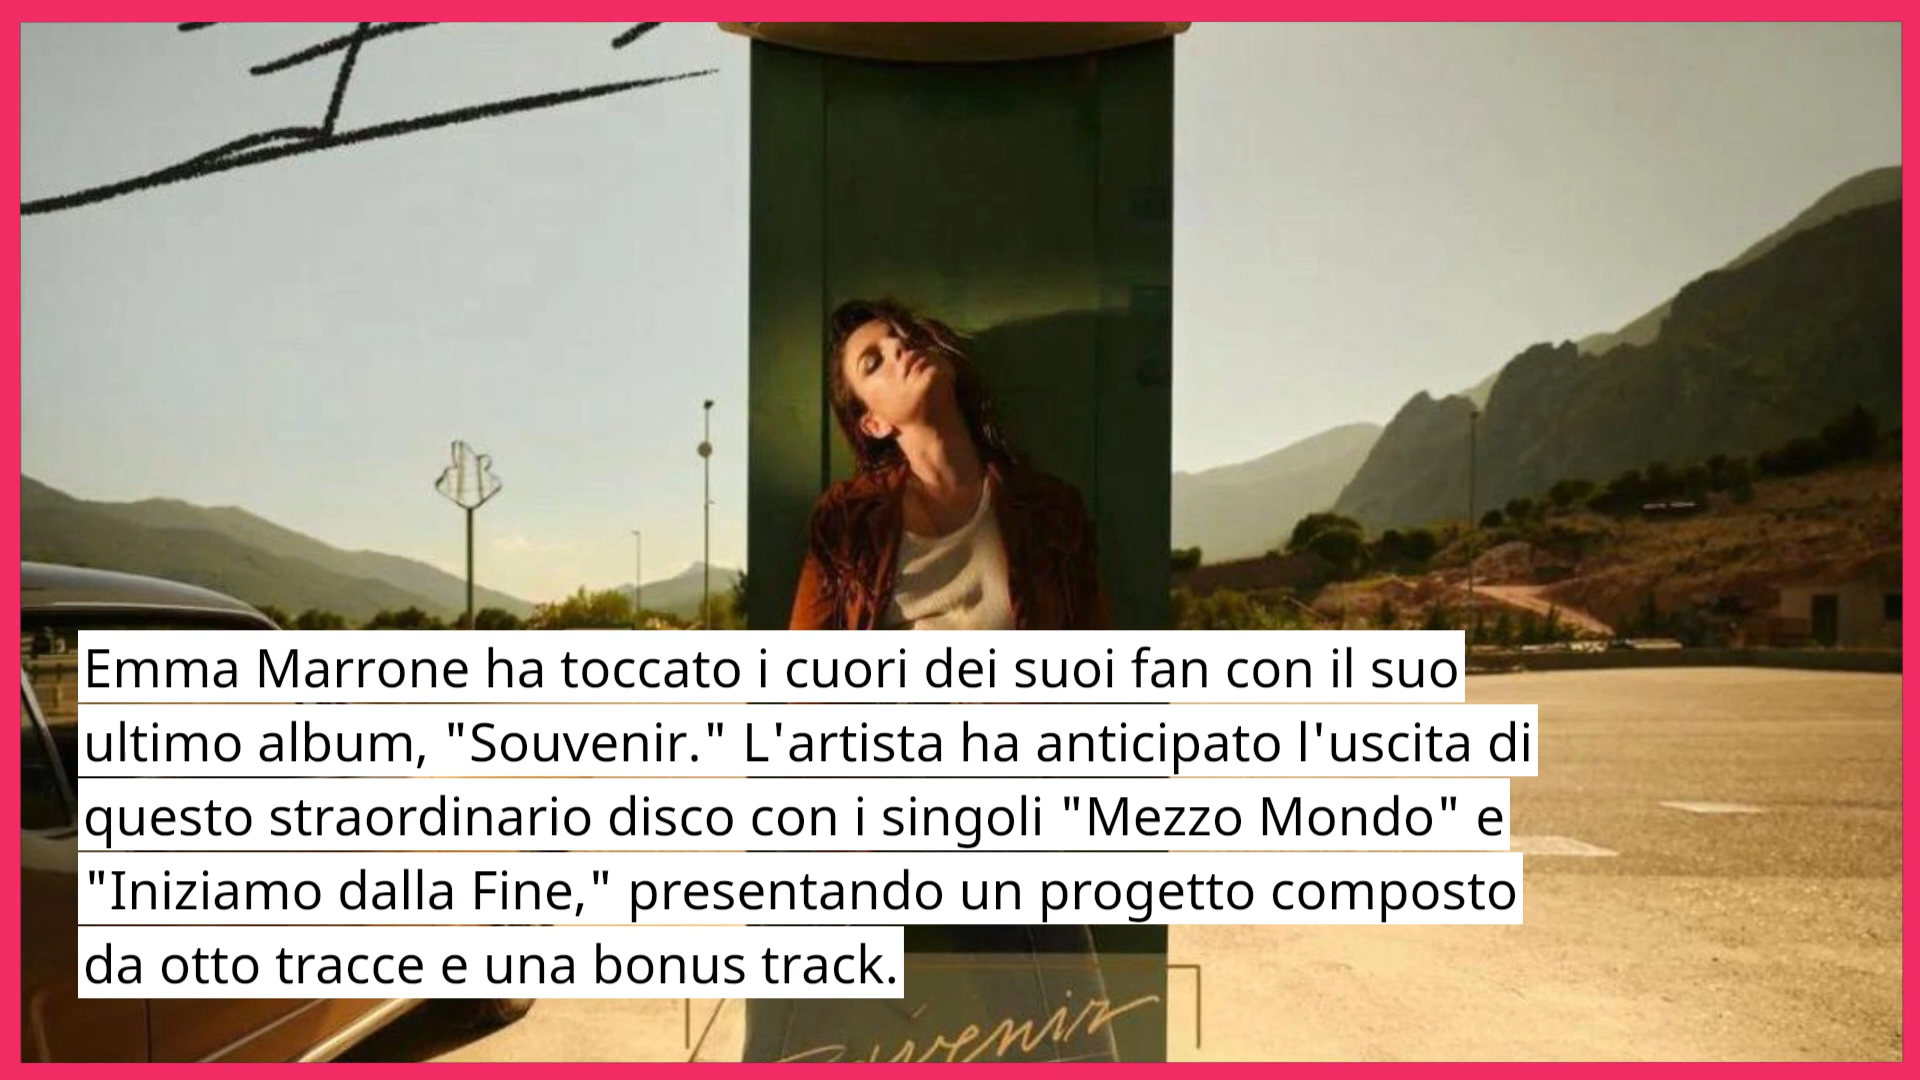 Emma Marrone ha toccato i cuori dei suoi fan con il suo
ultimo album, "Souvenir." L'artista ha anticipato l'uscita di
questo straordinario disco con i singoli "Mezzo Mondo" e
"Iniziamo dalla Fine," presentando un progetto composto
da otto tracce e una bonus track.